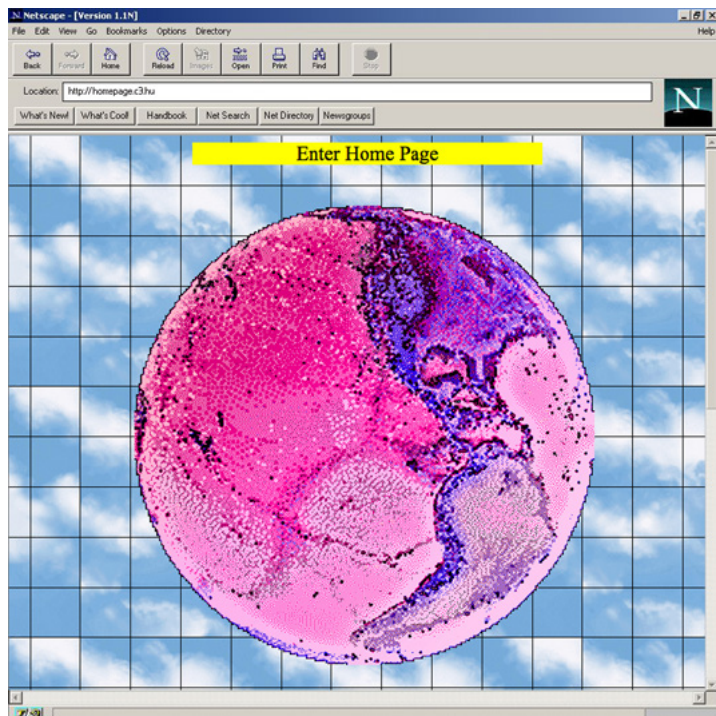 Netscape - [Version 1.1N]
File Edit View Go Bookmarks Options Directory Help
Back Forward Home Reload Images Open Print Find Stop
Location: http://homepage.c3.hu
N
What's New! What's Cool! Handbook Net Search Net Directory Newsgroups
Enter Home Page